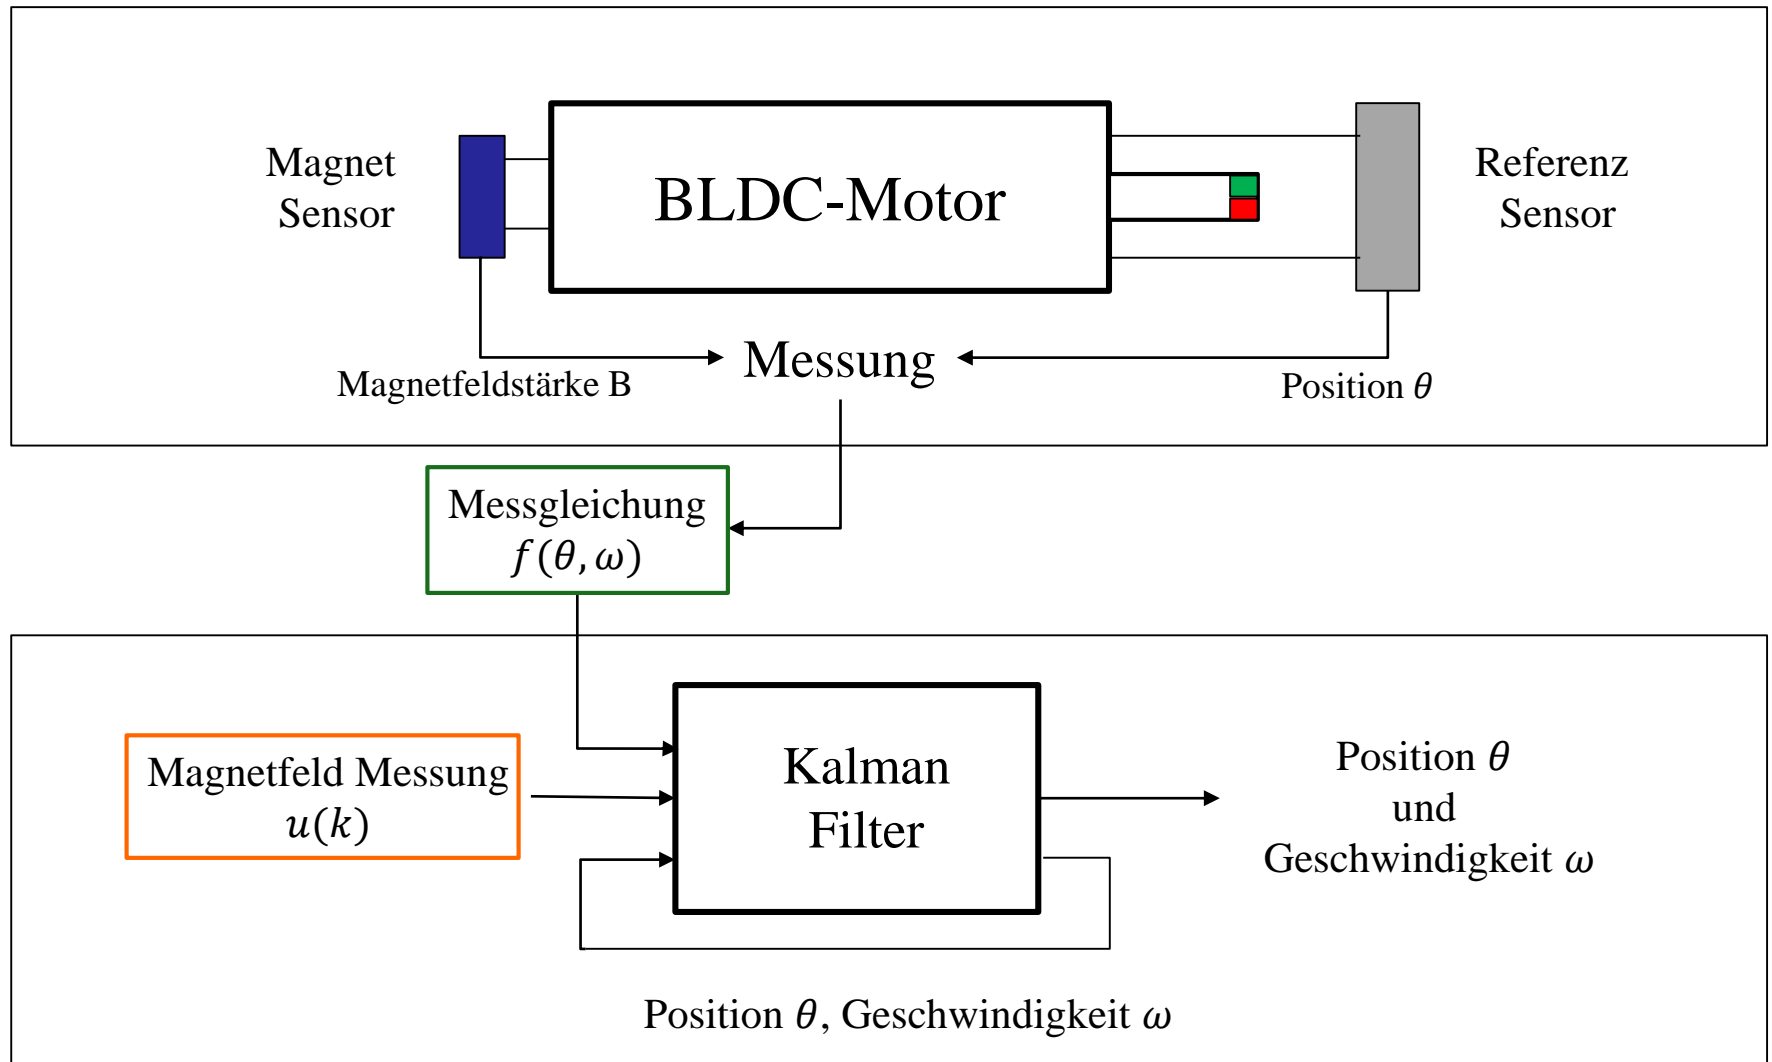 Magnet
Sensor
BLDC-Motor
Referenz
Sensor
Messung
Magnetfeldstärke B
Position θ
Messgleichung
f(θ, ω)
Magnetfeld Messung
u(k)
Kalman
Filter
Position θ
und
Geschwindigkeit ω
Position θ, Geschwindigkeit ω